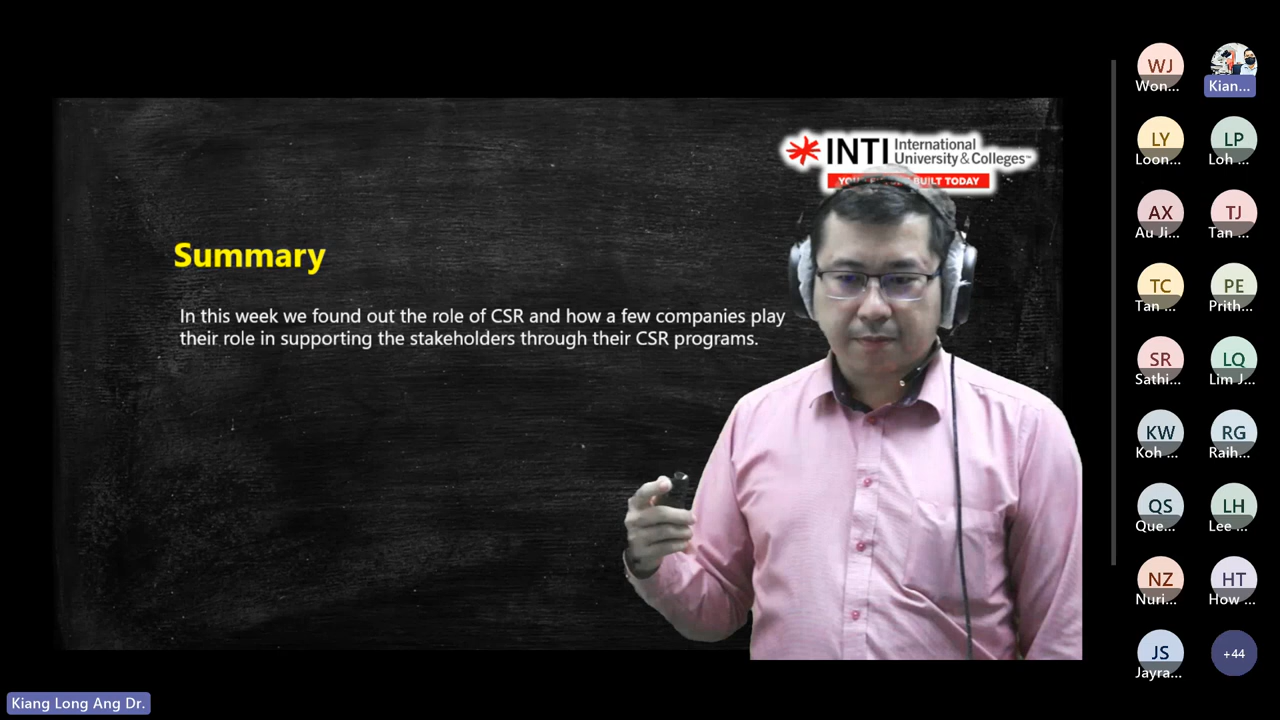 INTI International
University & Colleges
BUILT TODAY
Summary
In this week we found out the role of CSR and how a few companies play
their role in supporting the stakeholders through their CSR programs.
WJ
Won...
Kian...
LY
Loon...
LP
Loh ...
AX
Au Ji...
TJ
Tan ...
TC
Tan ...
PE
Prith...
SR
Sathi...
LQ
Lim J...
KW
Koh ...
RG
Raih...
QS
Que...
LH
Lee ...
NZ
Nuri...
HT
How ...
JS
Jayra...
+44
Kiang Long Ang Dr.